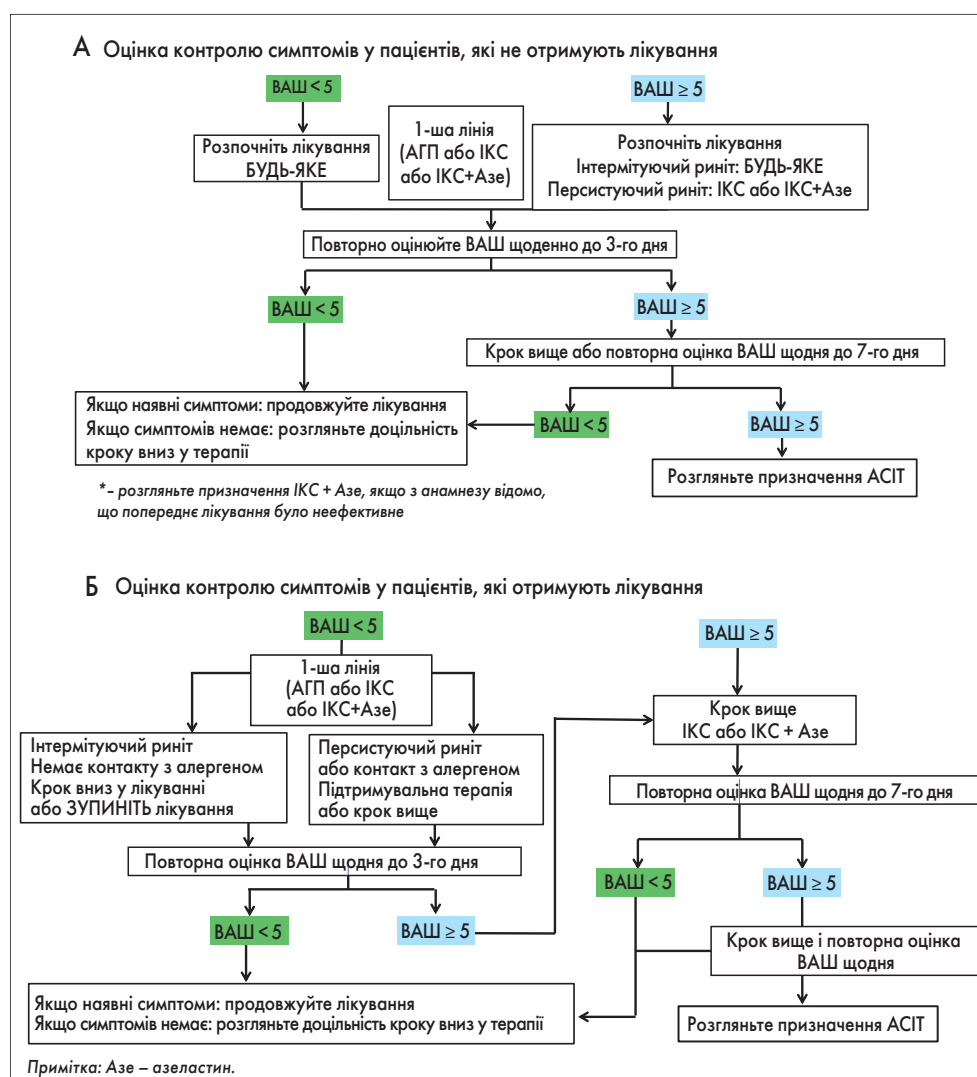 А Оцінка контролю симптомів у пацієнтів, які не отримують лікування
ВАШ < 5
ВАШ ≥ 5
Розпочніть лікування
БУДЬ-ЯКЕ
1-ша лінія
(АГП або ІКС
або ІКС+Азе)
Розпочніть лікування
Інтермітуючий риніт: БУДЬ-ЯКЕ
Персистуючий риніт: ІКС або ІКС+Азе
Повторно оцінюйте ВАШ щоденно до 3-го дня
ВАШ < 5
ВАШ ≥ 5
Крок вище або повторна оцінка ВАШ щодня до 7-го дня
Якщо наявні симптоми: продовжуйте лікування
Якщо симптомів немає: розгляньте доцільність
кроку вниз у терапії
ВАШ < 5
ВАШ ≥ 5
Розгляньте призначення АСІТ
*– розгляньте призначення ІКС + Азе, якщо з анамнезу відомо,
що попереднє лікування було неефективне
Б Оцінка контролю симптомів у пацієнтів, які отримують лікування
ВАШ < 5
ВАШ ≥ 5
1-ша лінія
(АГП або ІКС
або ІКС+Азе)
Інтермітуючий риніт
Немає контакту з алергеном
Крок вниз у лікуванні
або ЗУПИНІТЬ лікування
Персистуючий риніт
або контакт з алергеном
Підтримувальна терапія
або крок вище
Крок вище
ІКС або ІКС + Азе
Повторна оцінка ВАШ щодня до 7-го дня
Повторна оцінка ВАШ щодня до 3-го дня
ВАШ < 5
ВАШ ≥ 5
ВАШ < 5
ВАШ ≥ 5
Крок вище і повторна оцінка
ВАШ щодня
Якщо наявні симптоми: продовжуйте лікування
Якщо симптомів немає: розгляньте доцільність кроку вниз у терапії
Розгляньте призначення АСІТ
Примітка: Азе – азеластин.